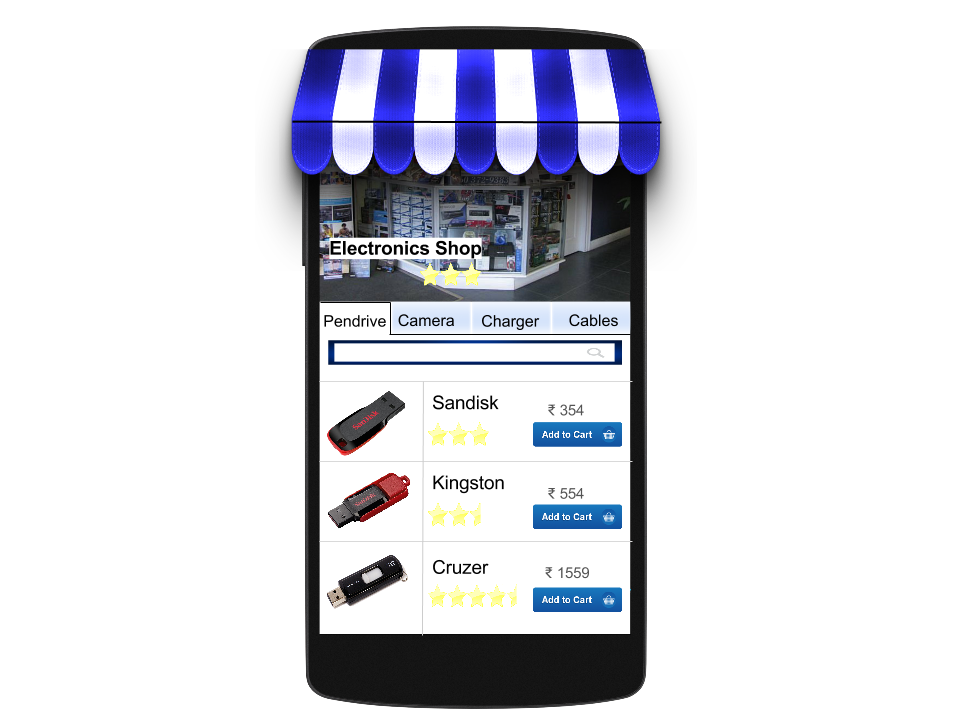 Electronics Shop
Pendrive Camera Charger Cables
Sandisk
₹ 354
Add to Cart
SanDisk
Kingston
₹ 554
Add to Cart
Cruzer
₹ 1559
Add to Cart